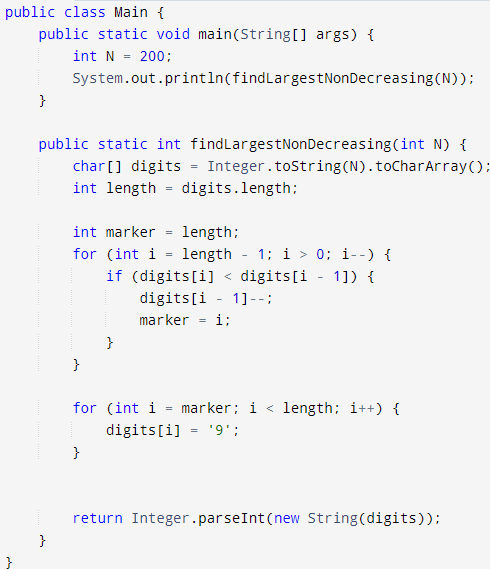 public class Main {
    public static void main(String[] args) {
        int N = 200;
        System.out.println(findLargestNonDecreasing(N));
    }

    public static int findLargestNonDecreasing(int N) {
        char[] digits = Integer.toString(N).toCharArray();
        int length = digits.length;

        int marker = length;
        for (int i = length - 1; i > 0; i--) {
            if (digits[i] < digits[i - 1]) {
                digits[i - 1]--;
                marker = i;
            }
        }

        for (int i = marker; i < length; i++) {
            digits[i] = '9';
        }


        return Integer.parseInt(new String(digits));
    }
}